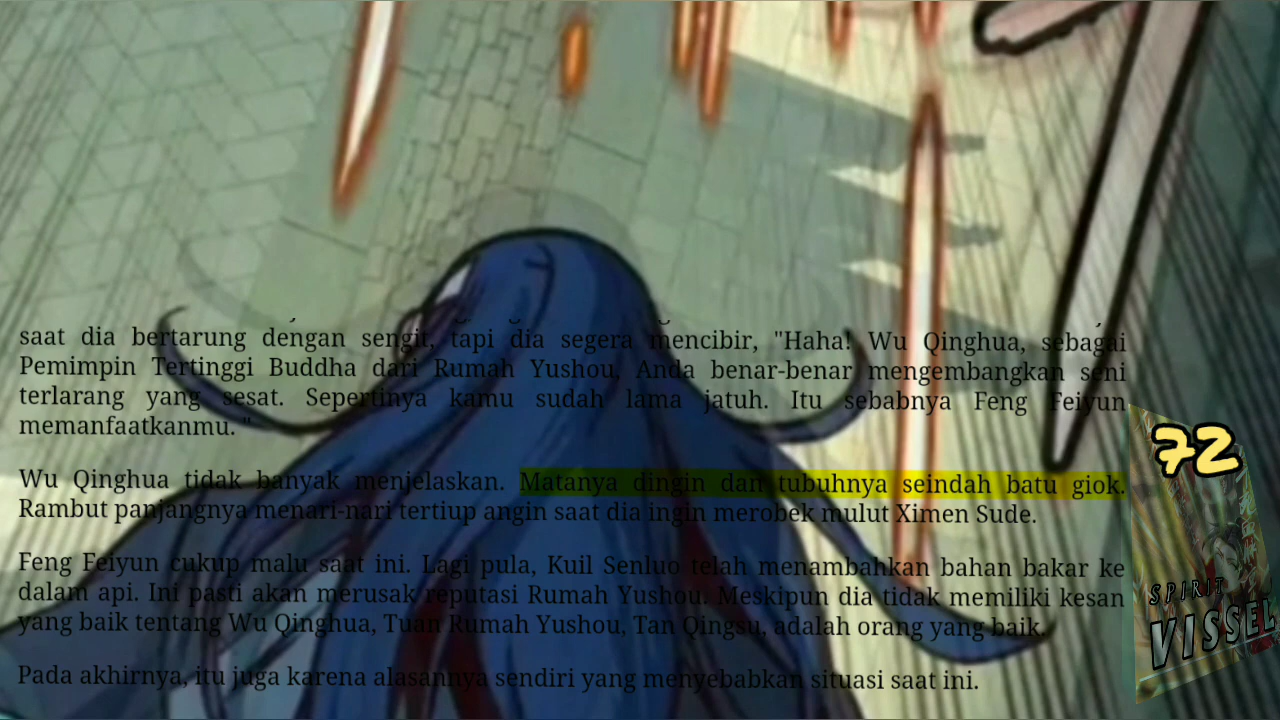 saat dia bertarung dengan sengit, tapi dia segera mencibir, "Haha! Wu Qinghua, sebagai
Pemimpin Tertinggi Buddha dari Rumah Yushou, Anda benar-benar mengembangkan seni
terlarang yang sesat. Sepertinya kamu sudah lama jatuh. Itu sebabnya Feng Feiyun
memanfaatkanmu. "
Wu Qinghua tidak banyak menjelaskan. Matanya dingin dan tubuhnya seindah batu giok.
Rambut panjangnya menari-nari tertiup angin saat dia ingin merobek mulut Ximen Sude.
Feng Feiyun cukup malu saat ini. Lagi pula, Kuil Senluo telah menambahkan bahan bakar ke
dalam api. Ini pasti akan merusak reputasi Rumah Yushou. Meskipun dia tidak memiliki kesan
yang baik tentang Wu Qinghua, Tuan Rumah Yushou, Tan Qingsu, adalah orang yang baik.
Pada akhirnya, itu juga karena alasannya sendiri yang menyebabkan situasi saat ini.
72
SPIRIT
VISSEL